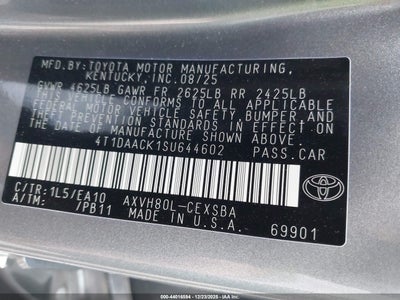 MFD.BY:TOYOTA MOTOR MANUFACTURING,
KENTUCKY, INC.08/25
GVWR 4625LB GAWR FR 2625LB RR 2425LB
THIS VEHICLE CONFORMS TO ALL APPLICABLE
FEDERAL MOTOR VEHICLE SAFETY, BUMPER, AND
THEFT PREVENTION STANDARDS IN EFFECT ON
THE DATE OF MANUFACTURE SHOWN ABOVE.
4T1DAACK1SU644602 PASS.CAR
C/TR:1L5/EA10 AXVH80L-CEXSBA
A/TM: /PB11 MADE IN U.S.A.
TOYOTA
69901
000 - 44016594 - 12/23/2025 - IAAI